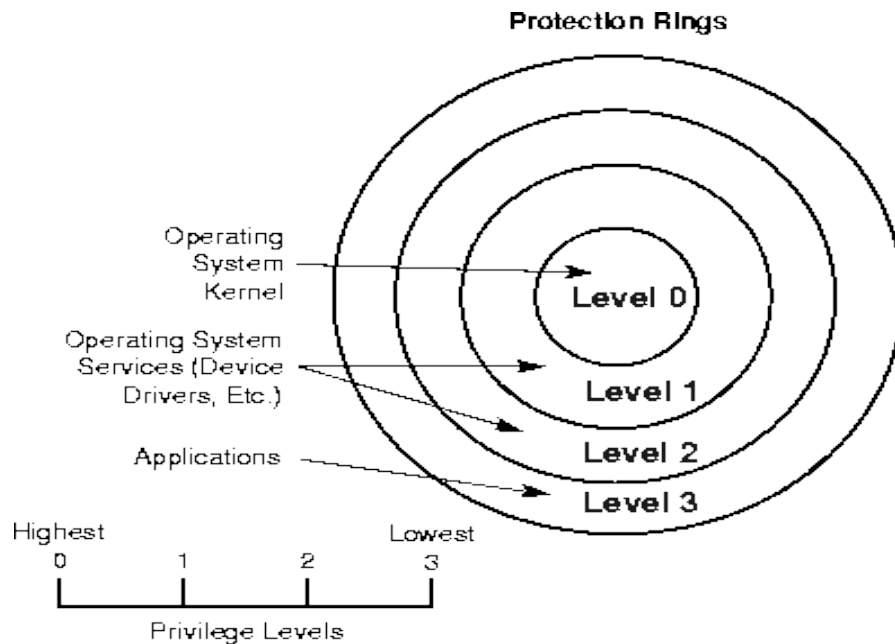 Protection Rings
Operating
System
Kernel
Level 0
Operating System
Services (Device
Drivers, Etc.)
Level 1
Level 2
Applications
Level 3
Highest
Lowest
0 1 2 3
Privilege Levels